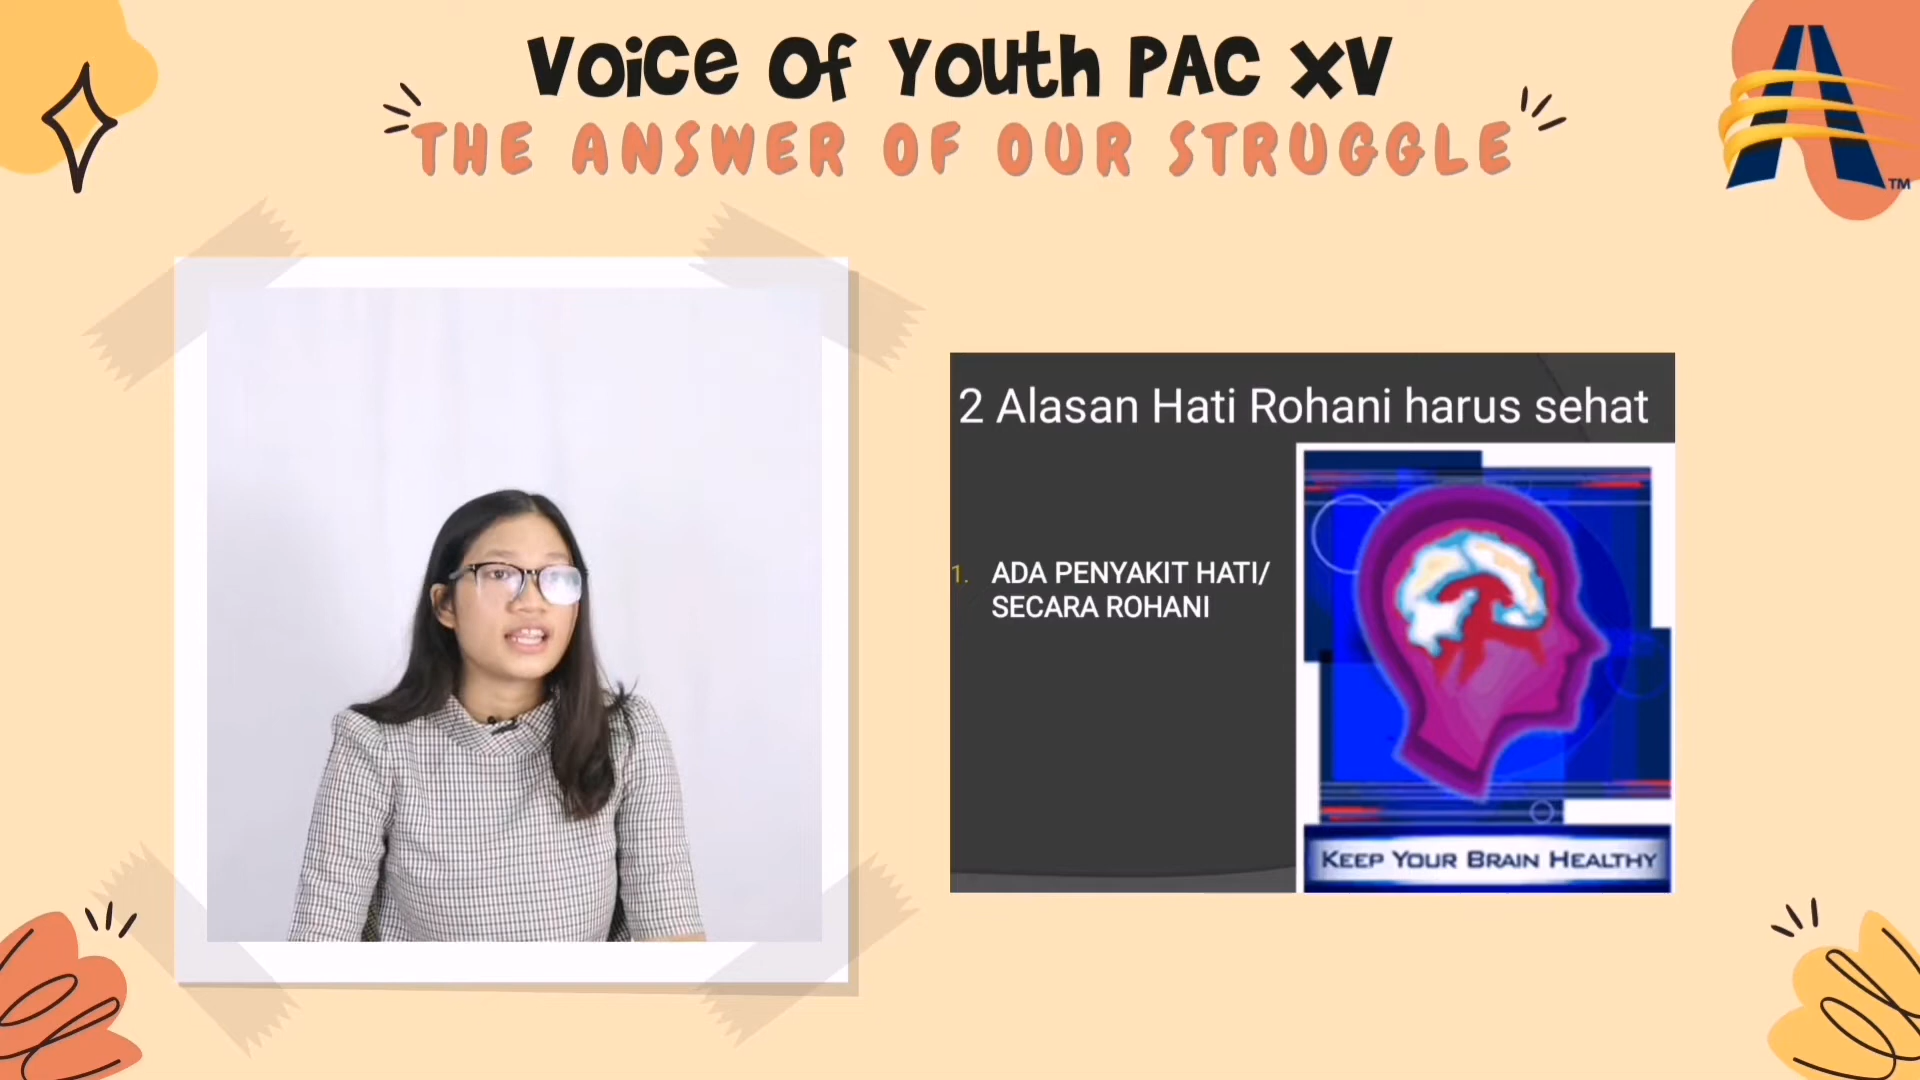 Voice Of Youth PAC XV
THE ANSWER OF OUR STRUGGLE
TM
2 Alasan Hati Rohani harus sehat
1. ADA PENYAKIT HATI/
SECARA ROHANI
KEEP YOUR BRAIN HEALTHY